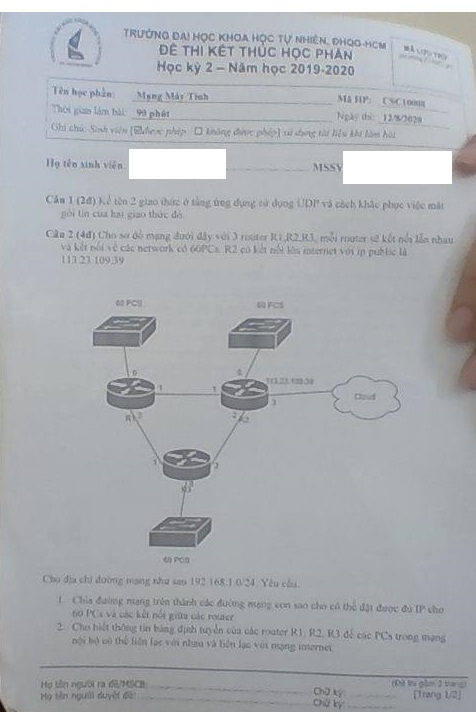 TRƯỜNG ĐẠI HỌC KHOA HỌC TỰ NHIÊN, ĐHQG-HCM
ĐỀ THI KẾT THÚC HỌC PHẦN
Học kỳ 2 – Năm học 2019-2020
MÃ LƯU TRỮ
Tên học phần: Mạng Máy Tính Mã HP: CSC10008
Thời gian làm bài: 90 phút Ngày thi: 12/8/2020
Ghi chú: Sinh viên [☑được phép ☐ không được phép] sử dụng tài liệu khi làm bài
Họ tên sinh viên: MSSV
Câu 1 (2đ) Kể tên 2 giao thức ở tầng ứng dụng sử dụng UDP và cách khắc phục việc mất
gói tin của hai giao thức đó.
Câu 2 (4đ) Cho sơ đồ mạng dưới đây với 3 router R1,R2,R3, mỗi router sẽ kết nối lẫn nhau
và kết nối về các network có 60PCs. R2 có kết nối lên internet với ip public là
113.23.109.39
60 PCS 60 PCS
0 0
1 1 113.23.109.39
3 Cloud
R1 2 R2
1 2
R3
60 PCS
Cho địa chỉ đường mạng như sau 192.168.1.0/24. Yêu cầu.
1. Chia đường mạng trên thành các đường mạng con sao cho có thể đặt được đủ IP cho
60 PCs và các kết nối giữa các router.
2. Cho biết thông tin bảng định tuyến của các router R1, R2, R3 để các PCs trong mạng
nội bộ có thể liên lạc với nhau và liên lạc với mạng internet.
(Đề thi gồm 2 trang)
Họ tên người ra đề/MSCB: Chữ ký: [Trang 1/2]
Họ tên người duyệt đề: Chữ ký: